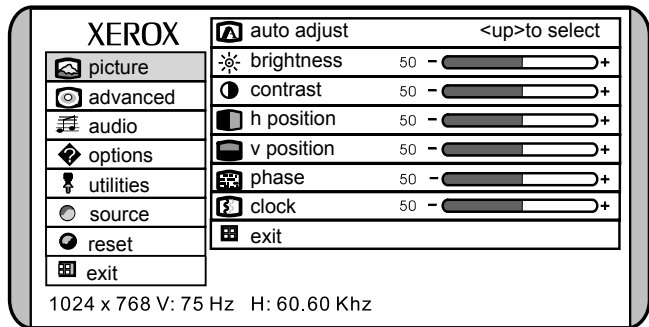 XEROX
picture
advanced
audio
options
utilities
source
reset
exit
auto adjust <up>to select
brightness 50 - +
contrast 50 - +
h position 50 - +
v position 50 - +
phase 50 - +
clock 50 - +
exit
1024 x 768 V: 75 Hz H: 60.60 Khz